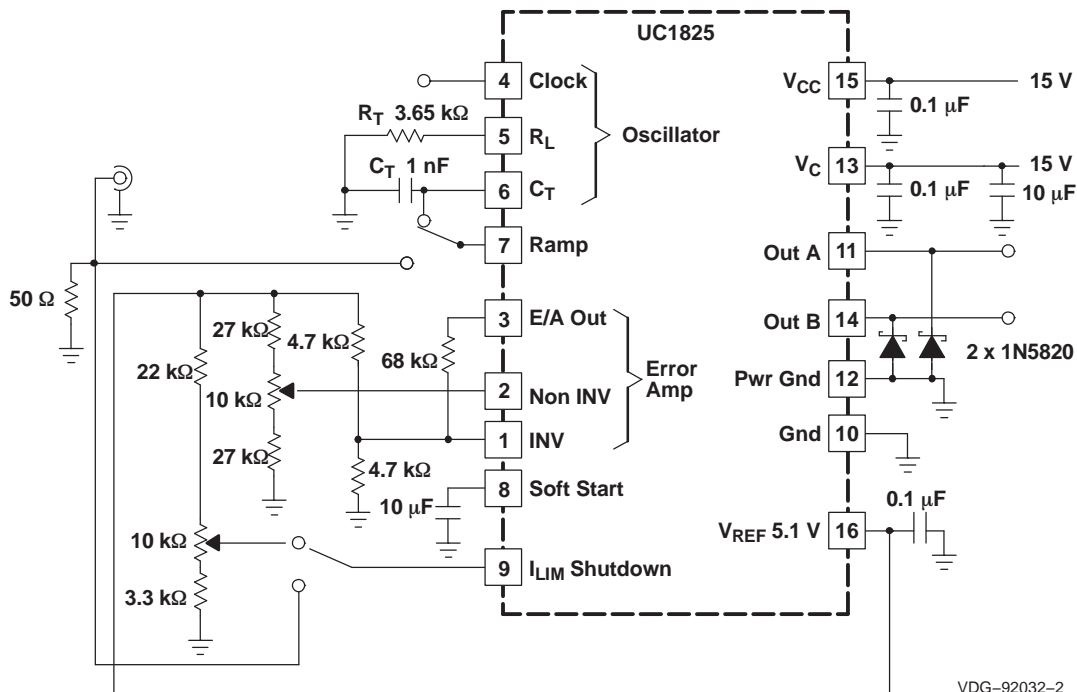 UC1825
4 Clock
R_T 3.65 kΩ
5 R_L
Oscillator
C_T 1 nF
6 C_T
7 Ramp
50 Ω
3 E/A Out
27 kΩ
4.7 kΩ
68 kΩ
22 kΩ
Error
Amp
10 kΩ
2 Non INV
27 kΩ
1 INV
4.7 kΩ
8 Soft Start
10 μF
10 kΩ
9 I_LIM Shutdown
3.3 kΩ
V_CC 15
15 V
0.1 μF
V_C 13
15 V
0.1 μF
10 μF
Out A 11
Out B 14
2 x 1N5820
Pwr Gnd 12
Gnd 10
0.1 μF
V_REF 5.1 V 16
VDG–92032–2